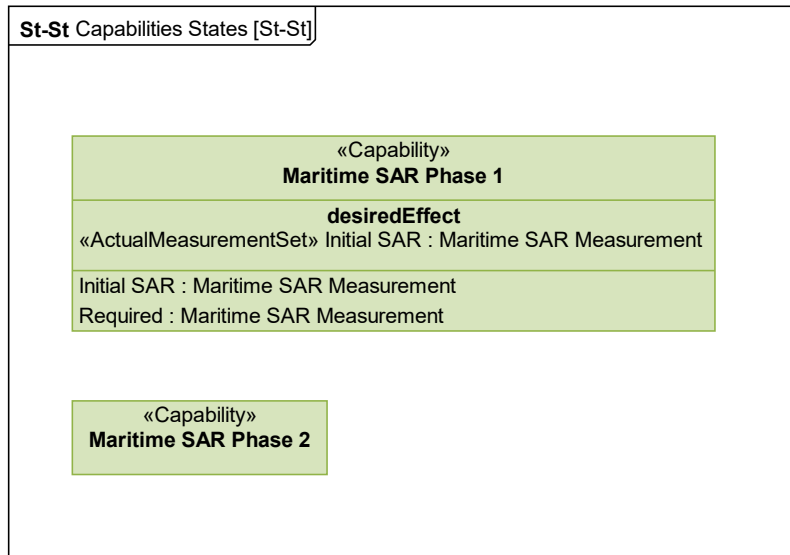 St-St Capabilities States [St-St]
«Capability»
Maritime SAR Phase 1
desiredEffect
«ActualMeasurementSet» Initial SAR : Maritime SAR Measurement
Initial SAR : Maritime SAR Measurement
Required : Maritime SAR Measurement
«Capability»
Maritime SAR Phase 2